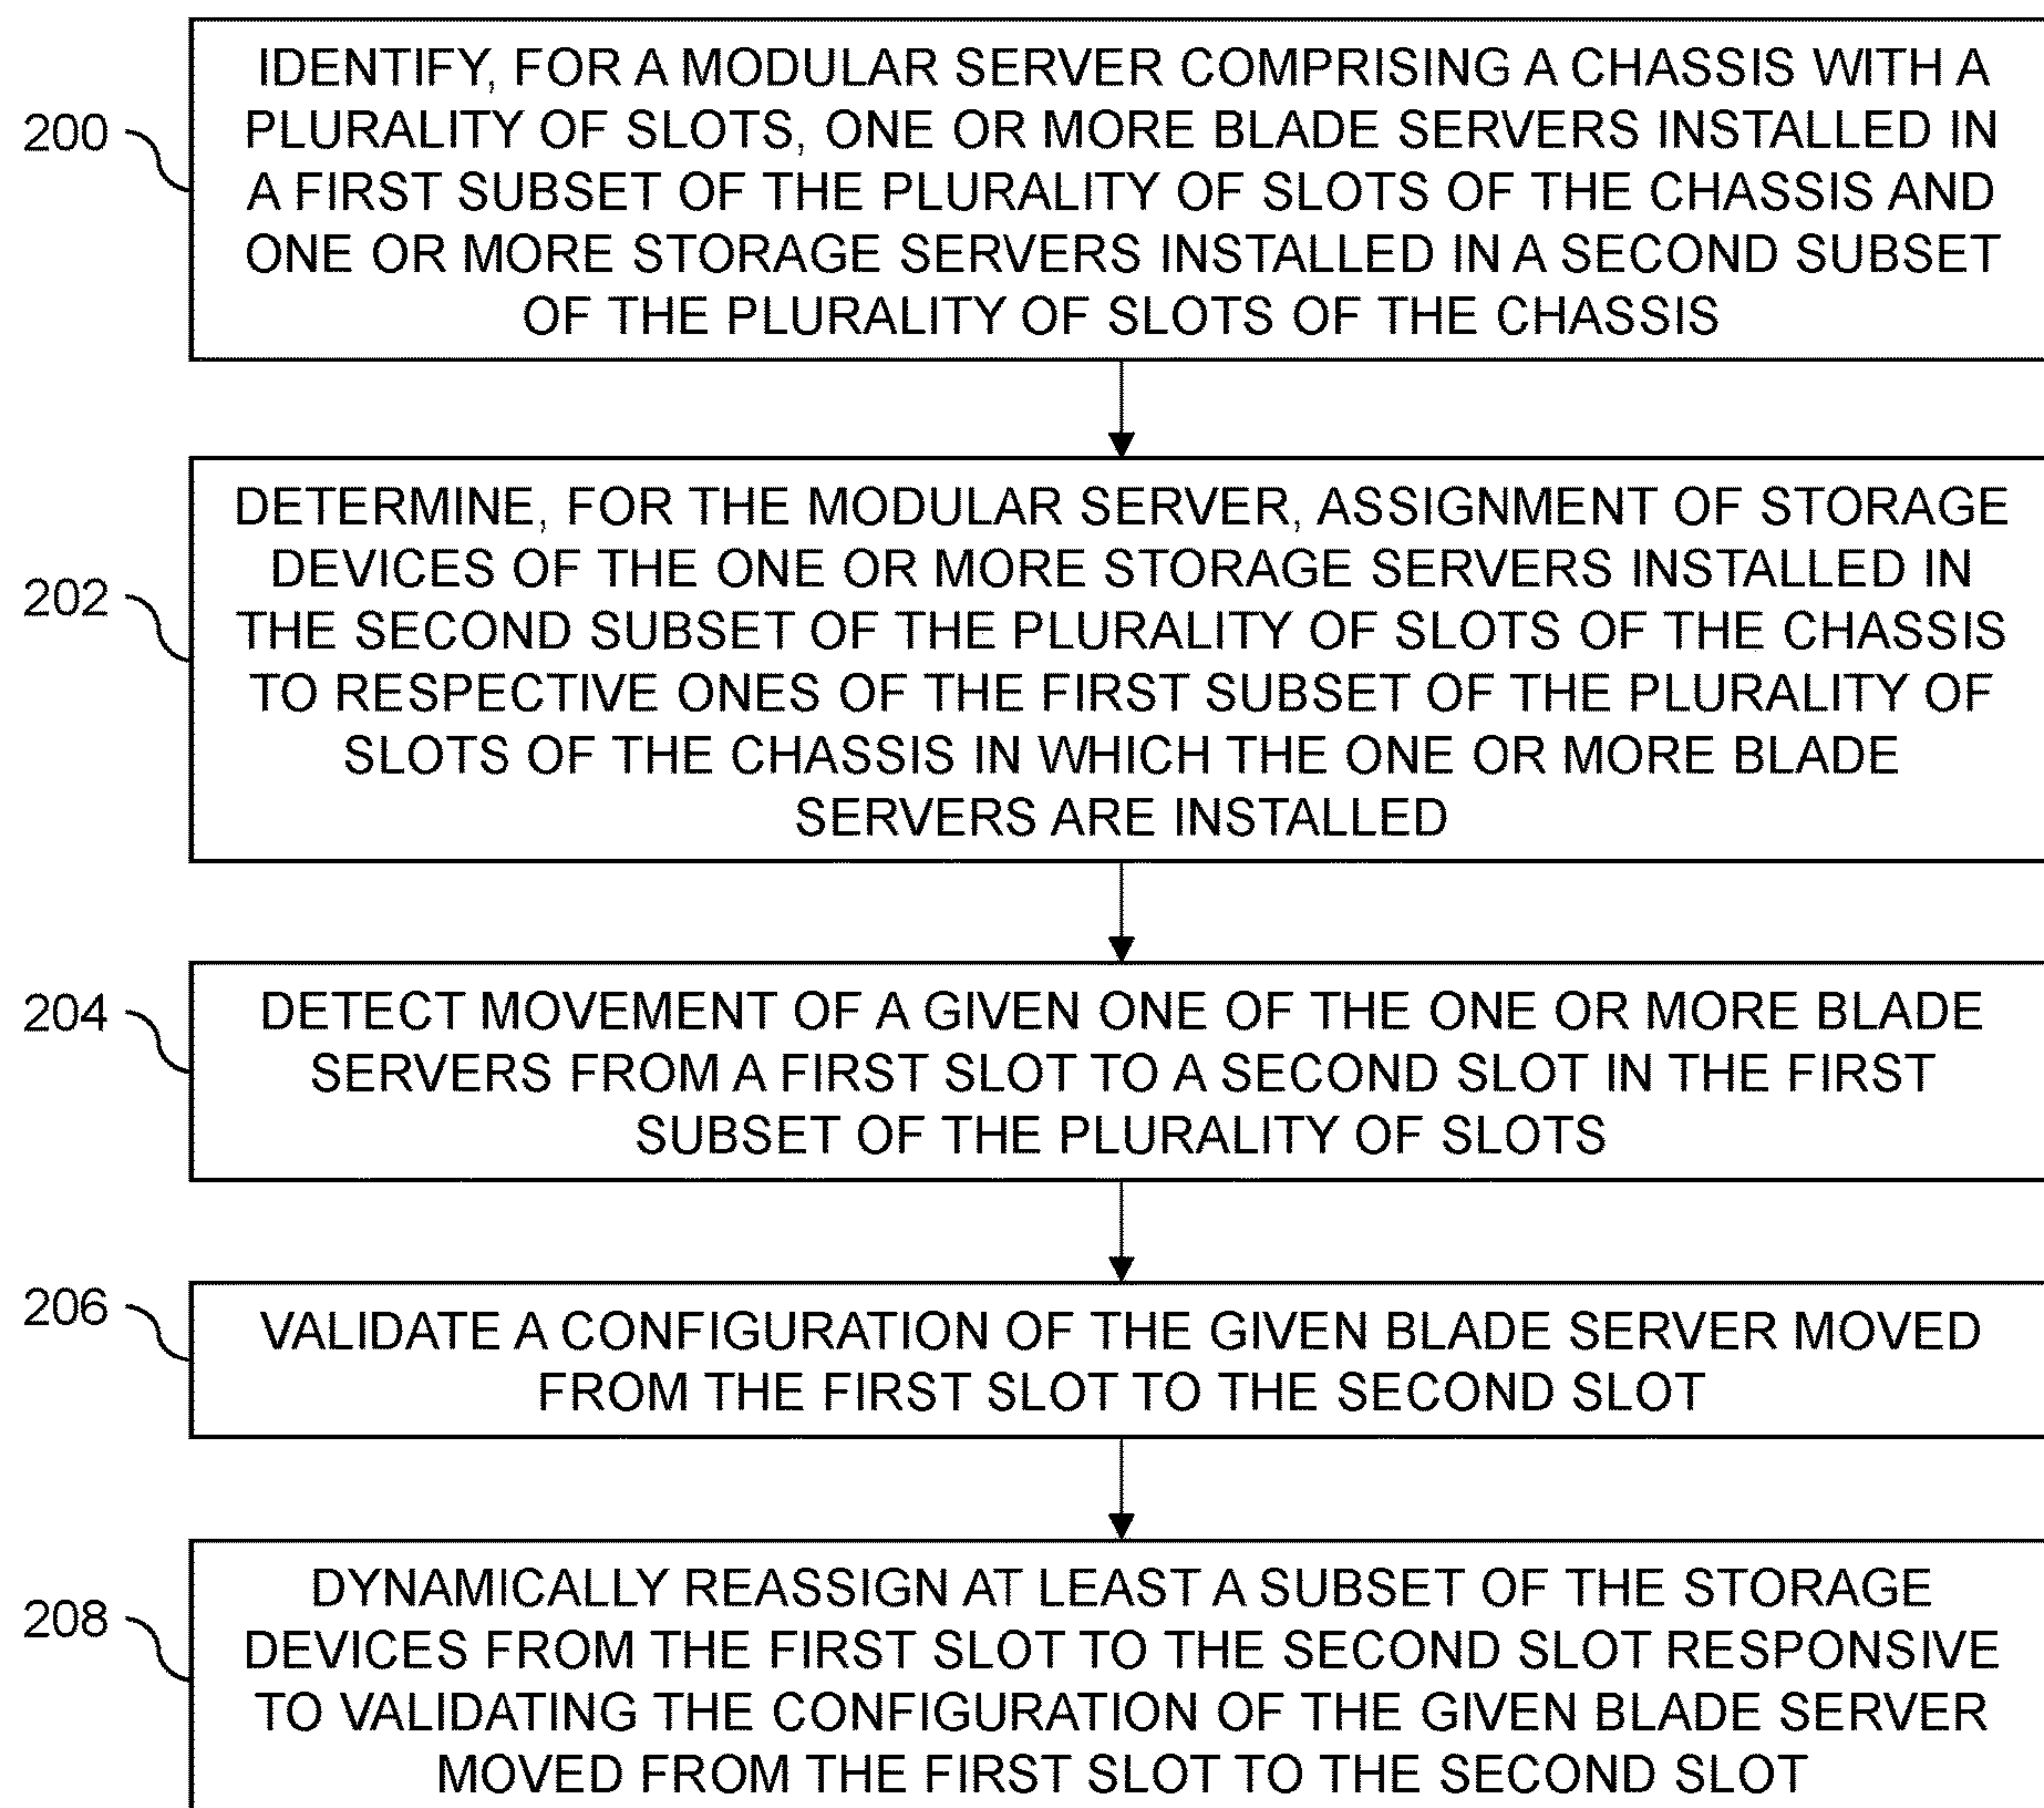 200
IDENTIFY, FOR A MODULAR SERVER COMPRISING A CHASSIS WITH A
PLURALITY OF SLOTS, ONE OR MORE BLADE SERVERS INSTALLED IN
A FIRST SUBSET OF THE PLURALITY OF SLOTS OF THE CHASSIS AND
ONE OR MORE STORAGE SERVERS INSTALLED IN A SECOND SUBSET
OF THE PLURALITY OF SLOTS OF THE CHASSIS
202
DETERMINE, FOR THE MODULAR SERVER, ASSIGNMENT OF STORAGE
DEVICES OF THE ONE OR MORE STORAGE SERVERS INSTALLED IN
THE SECOND SUBSET OF THE PLURALITY OF SLOTS OF THE CHASSIS
TO RESPECTIVE ONES OF THE FIRST SUBSET OF THE PLURALITY OF
SLOTS OF THE CHASSIS IN WHICH THE ONE OR MORE BLADE
SERVERS ARE INSTALLED
204
DETECT MOVEMENT OF A GIVEN ONE OF THE ONE OR MORE BLADE
SERVERS FROM A FIRST SLOT TO A SECOND SLOT IN THE FIRST
SUBSET OF THE PLURALITY OF SLOTS
206
VALIDATE A CONFIGURATION OF THE GIVEN BLADE SERVER MOVED
FROM THE FIRST SLOT TO THE SECOND SLOT
208
DYNAMICALLY REASSIGN AT LEAST A SUBSET OF THE STORAGE
DEVICES FROM THE FIRST SLOT TO THE SECOND SLOT RESPONSIVE
TO VALIDATING THE CONFIGURATION OF THE GIVEN BLADE SERVER
MOVED FROM THE FIRST SLOT TO THE SECOND SLOT